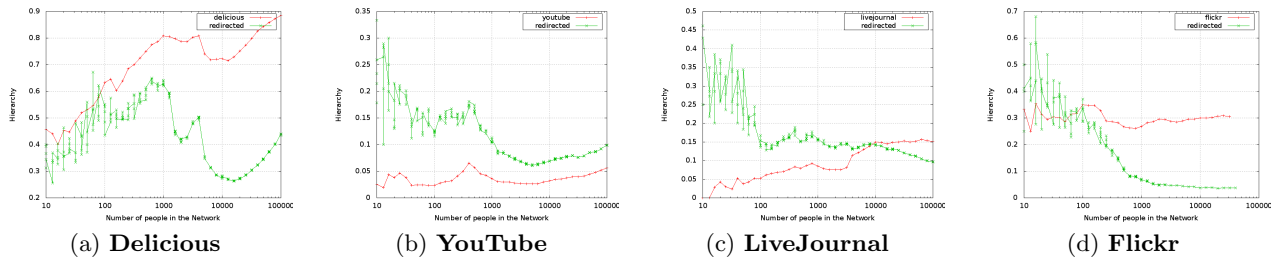 0.9
0.8
0.7
0.6
0.5
0.4
0.3
0.2
Hierarchy
delicious
redirected
10 100 1000 10000 100000
Number of people in the Network
(a) Delicious
0.35
0.3
0.25
0.2
0.15
0.1
0.05
0
Hierarchy
youtube
redirected
10 100 1000 10000 100000
Number of people in the Network
(b) YouTube
0.5
0.45
0.4
0.35
0.3
0.25
0.2
0.15
0.1
0.05
0
Hierarchy
livejournal
redirected
10 100 1000 10000 100000
Number of people in the Network
(c) LiveJournal
0.7
0.6
0.5
0.4
0.3
0.2
0.1
0
Hierarchy
flickr
redirected
10 100 1000 10000 100000
Number of people in the Network
(d) Flickr